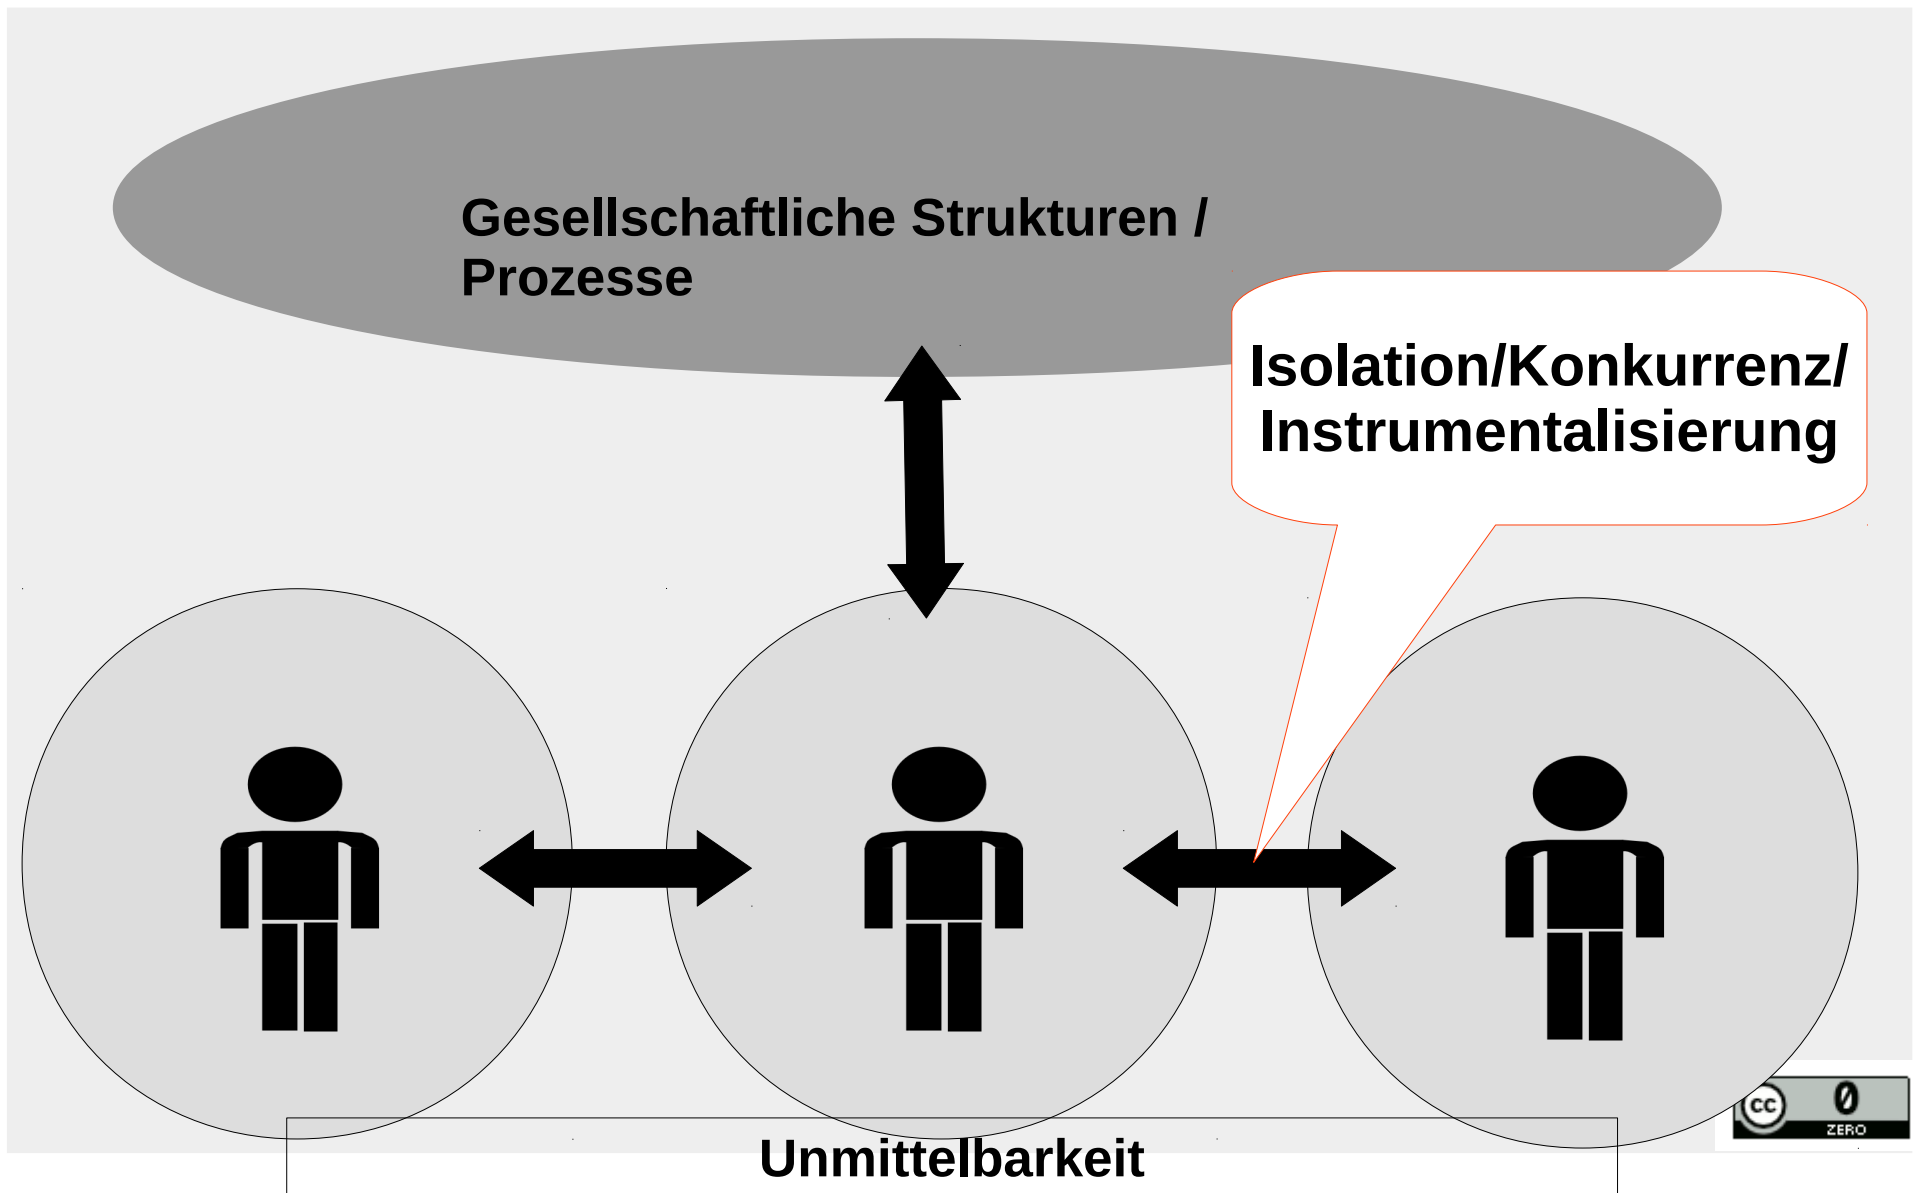 Gesellschaftliche Strukturen /
Prozesse
Isolation/Konkurrenz/
Instrumentalisierung
Unmittelbarkeit
cc 0
ZERO